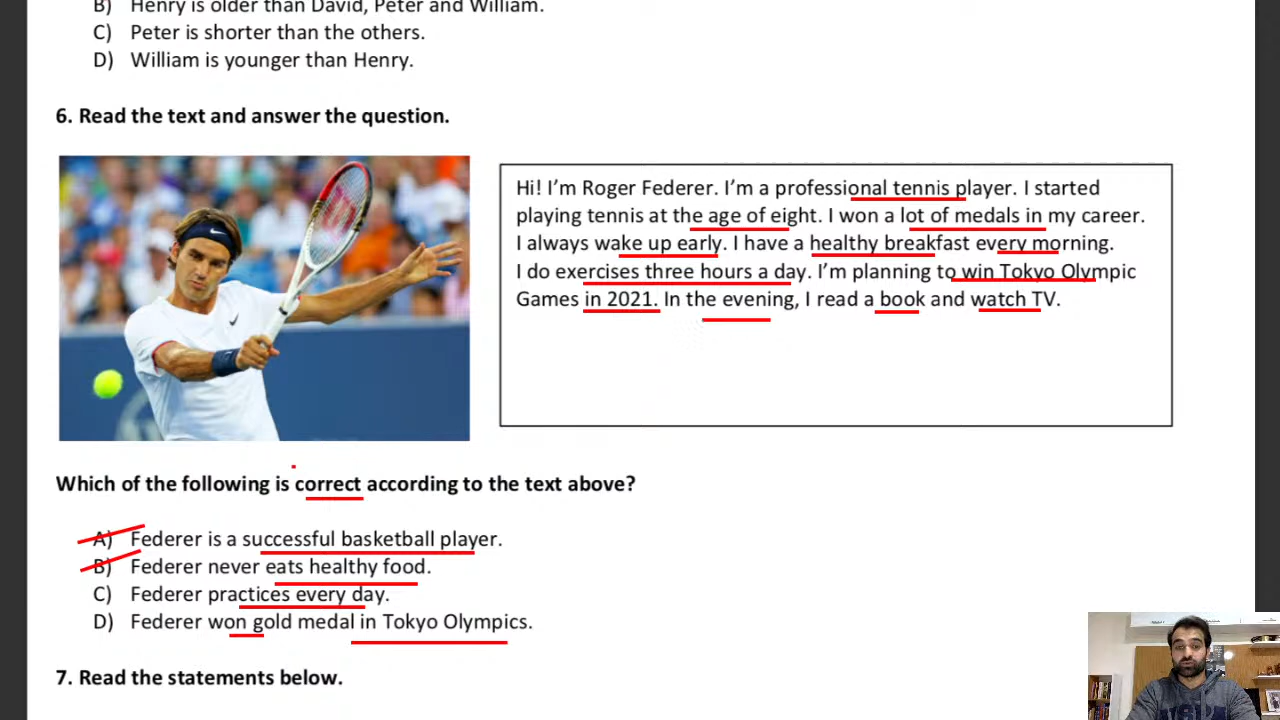 B) Henry is older than David, Peter and William.
C) Peter is shorter than the others.
D) William is younger than Henry.
6. Read the text and answer the question.
Hi! I’m Roger Federer. I’m a professional tennis player. I started
playing tennis at the age of eight. I won a lot of medals in my career.
I always wake up early. I have a healthy breakfast every morning.
I do exercises three hours a day. I’m planning to win Tokyo Olympic
Games in 2021. In the evening, I read a book and watch TV.
Which of the following is correct according to the text above?
A) Federer is a successful basketball player.
B) Federer never eats healthy food.
C) Federer practices every day.
D) Federer won gold medal in Tokyo Olympics.
7. Read the statements below.